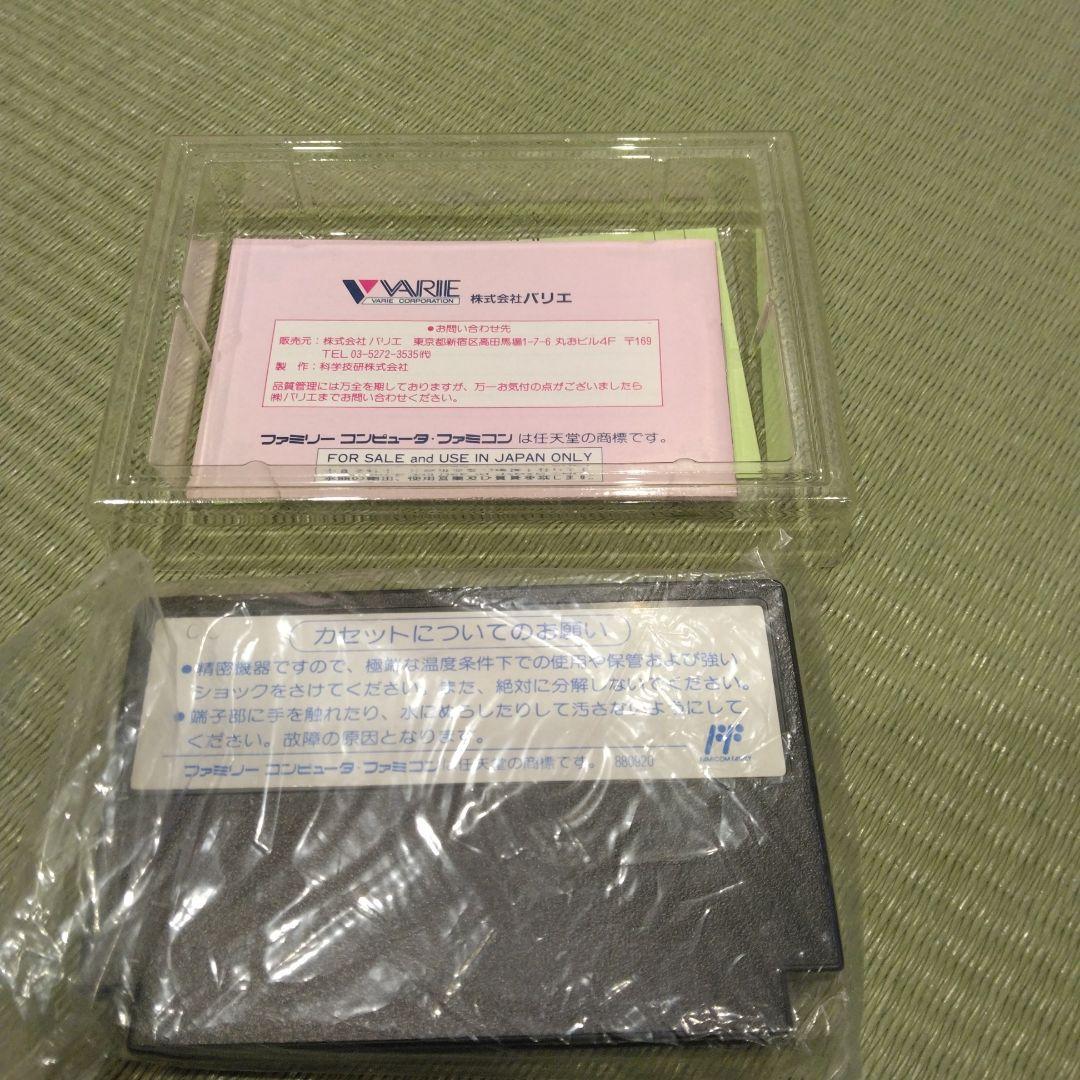 VARIE
VARIE CORPORATION
株式会社バリエ
●お問い合わせ先
販売元：株式会社 バリエ 東京都新宿区高田馬場1-7-6 丸おビル4F 〒169
TEL 03-5272-3535㈹
製 作：科学技研株式会社
品質管理には万全を期しておりますが、万一お気付の点がございましたら
㈱バリエまでお問い合わせください。
ファミリー コンピュータ・ファミコン は任天堂の商標です。
FOR SALE and USE IN JAPAN ONLY
カセットについてのお願い
●精密機器ですので、極端な温度条件下での使用や保管および強い
ショックをさけてください。また、絶対に分解しないでください。
●端子部に手を触れたり、水にぬらしたりして汚さないようにして
ください。故障の原因となります。
ファミリー コンピュータ・ファミコンは任天堂の商標です。 880920
FAMICOM FAMILY